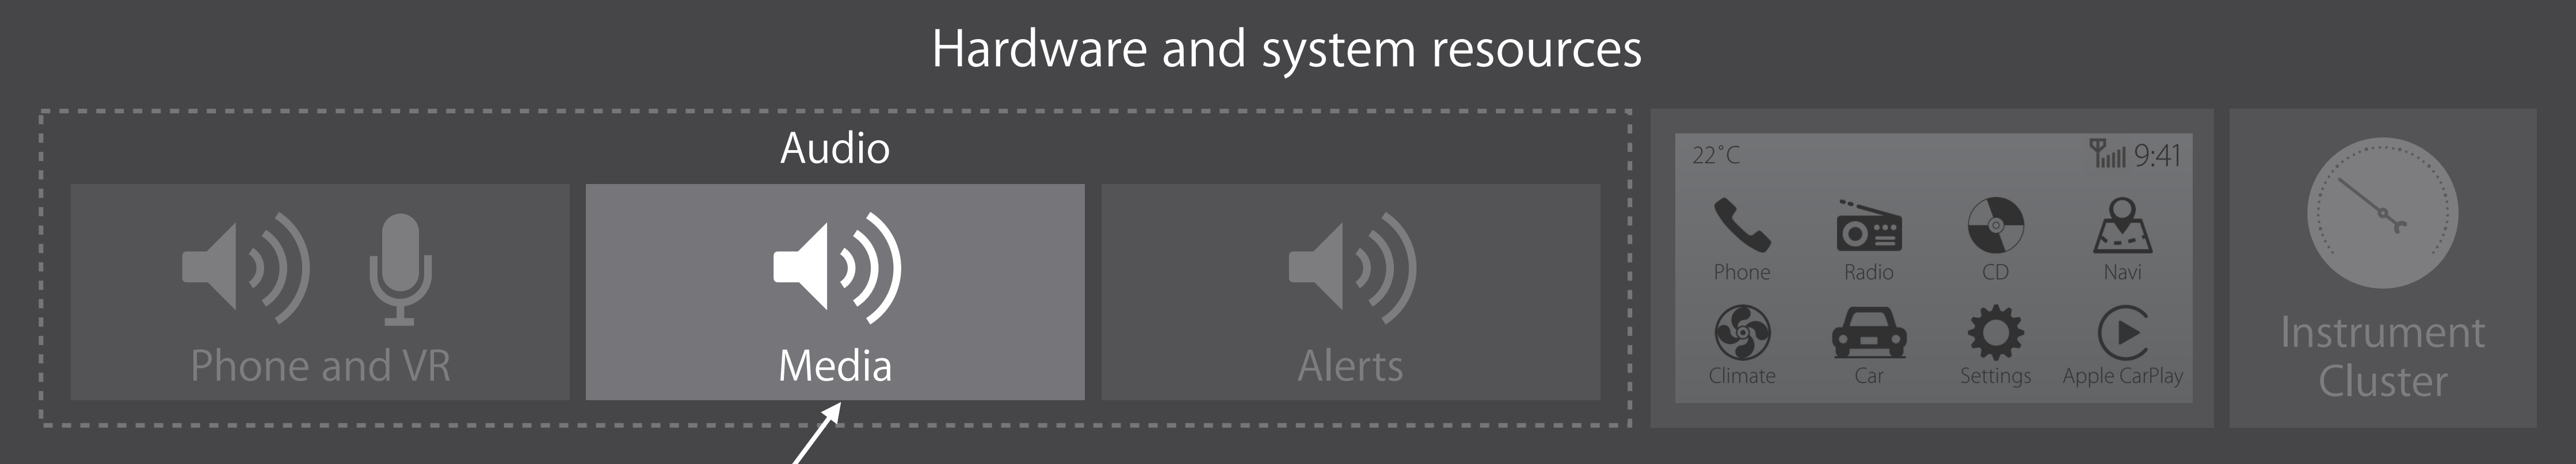 Hardware and system resources
Audio
Phone and VR
Media
Alerts
22°C
9:41
Phone
Radio
CD
Navi
Climate
Car
Settings
Apple CarPlay
Instrument
Cluster